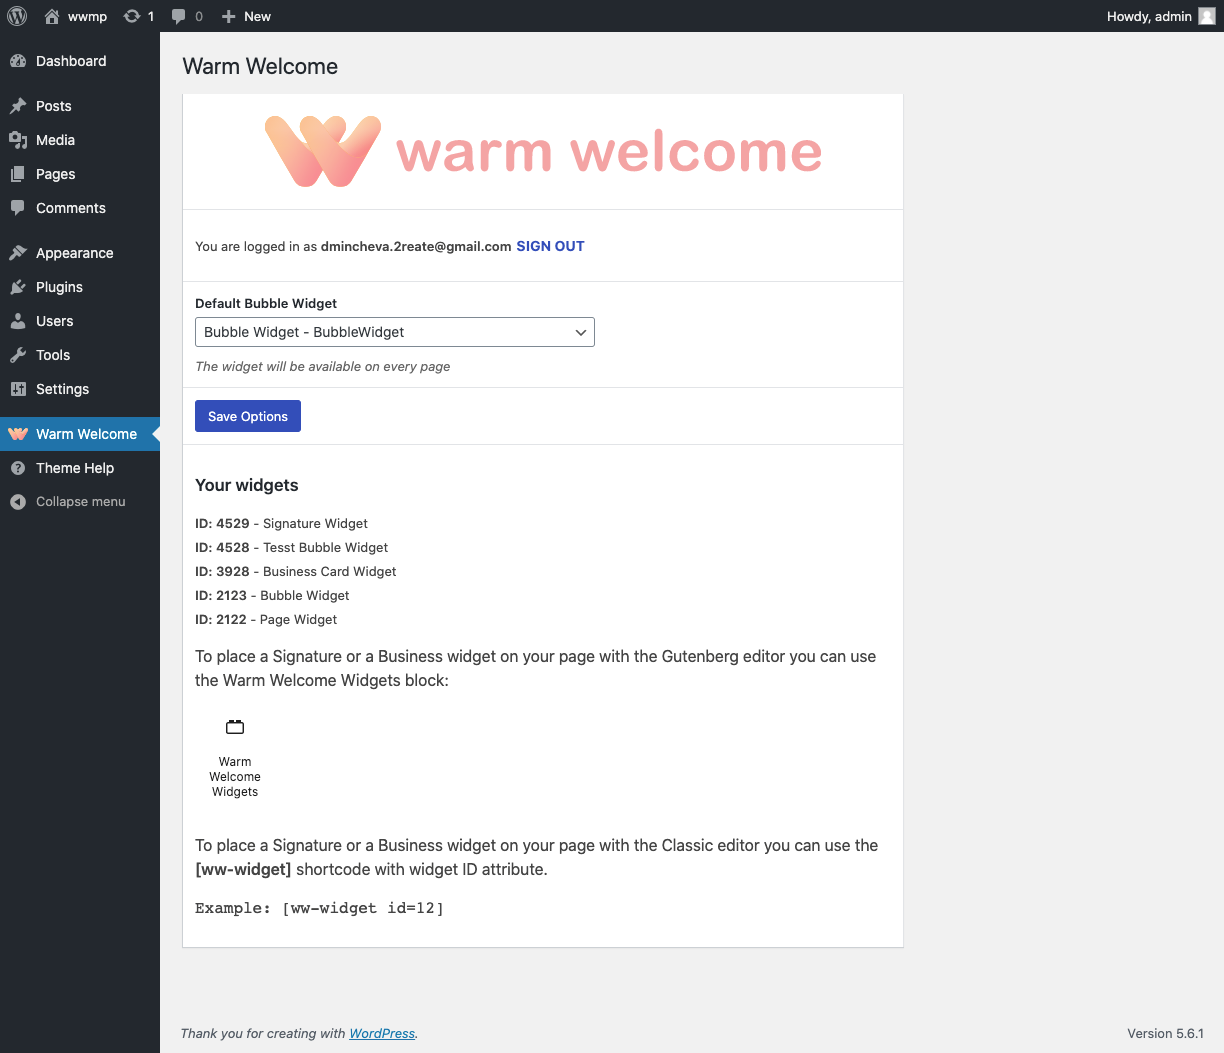 wwmp 1 0 New Howdy, admin
Dashboard
Posts
Media
Pages
Comments
Appearance
Plugins
Users
Tools
Settings
Warm Welcome
Theme Help
Collapse menu
Warm Welcome
warm welcome
You are logged in as dmincheva.2reate@gmail.com SIGN OUT
Default Bubble Widget
Bubble Widget - BubbleWidget
The widget will be available on every page
Save Options
Your widgets
ID: 4529 - Signature Widget
ID: 4528 - Tesst Bubble Widget
ID: 3928 - Business Card Widget
ID: 2123 - Bubble Widget
ID: 2122 - Page Widget
To place a Signature or a Business widget on your page with the Gutenberg editor you can use
the Warm Welcome Widgets block:
Warm
Welcome
Widgets
To place a Signature or a Business widget on your page with the Classic editor you can use the
[ww-widget] shortcode with widget ID attribute.
Example: [ww-widget id=12]
Thank you for creating with WordPress. Version 5.6.1